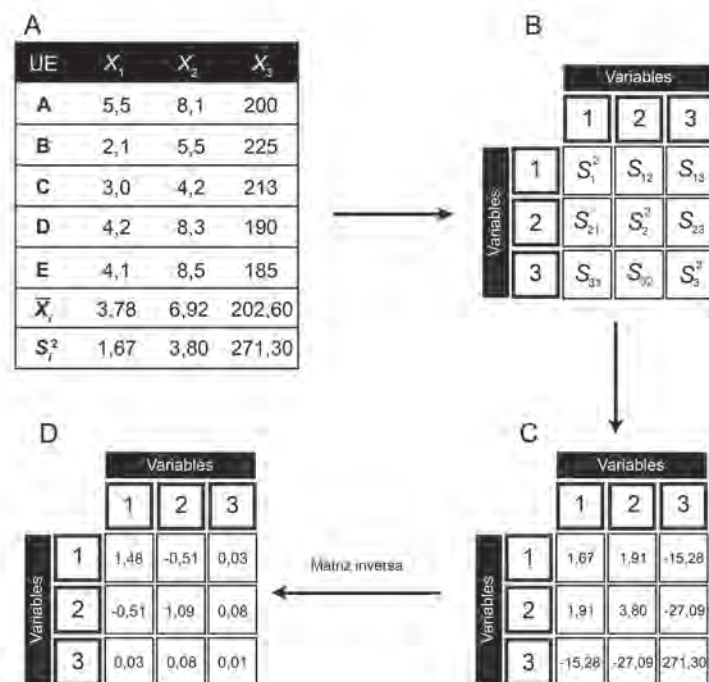 A
UE X1 X2 X3
A 5,5 8,1 200
B 2,1 5,5 225
C 3,0 4,2 213
D 4,2 8,3 190
E 4,1 8,5 185
X̅i 3,78 6,92 202,60
Si² 1,67 3,80 271,30
B
Variables
1 2 3
Variables
1 S1² S12 S13
2 S21 S2² S23
3 S31 S32 S3²
D
Variables
1 2 3
Variables
1 1,48 -0,51 0,03
2 -0,51 1,09 0,08
3 0,03 0,08 0,01
Matriz inversa
C
Variables
1 2 3
Variables
1 1,67 1,91 -15,28
2 1,91 3,80 -27,09
3 -15,28 -27,09 271,30